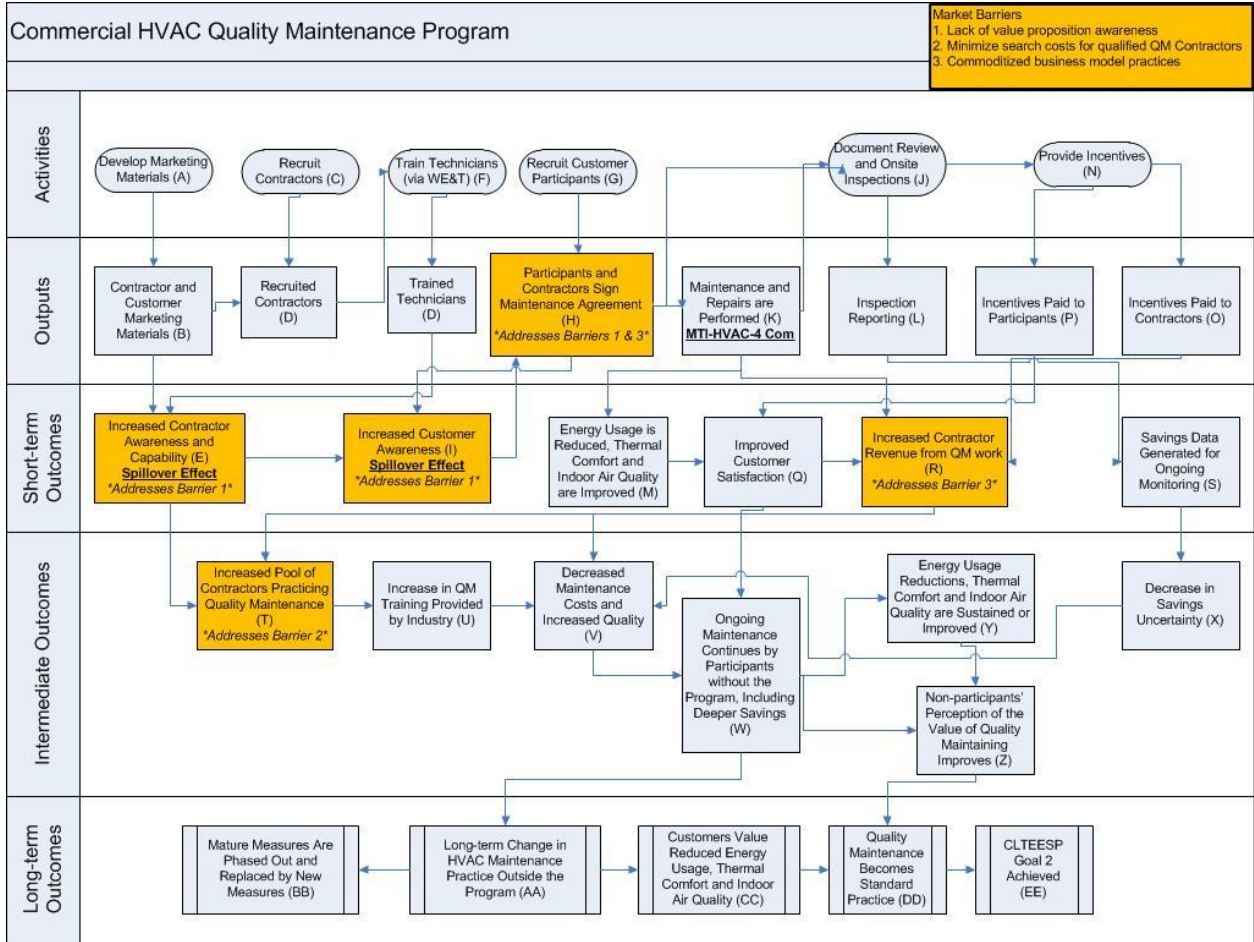 Commercial HVAC Quality Maintenance Program
Market Barriers
1. Lack of value proposition awareness
2. Minimize search costs for qualified QM Contractors
3. Commoditized business model practices
Activities
Develop Marketing
Materials (A)
Recruit
Contractors (C)
Train Technicians
(via WE&T) (F)
Recruit Customer
Participants (G)
Document Review
and Onsite
Inspections (J)
Provide Incentives
(N)
Outputs
Contractor and
Customer
Marketing
Materials (B)
Recruited
Contractors
(D)
Trained
Technicians
(D)
Participants and
Contractors Sign
Maintenance Agreement
(H)
*Addresses Barriers 1 & 3*
Maintenance and
Repairs are
Performed (K)
MTI-HVAC-4 Com
Inspection
Reporting (L)
Incentives Paid to
Participants (P)
Incentives Paid to
Contractors (O)
Short-term
Outcomes
Increased Contractor
Awareness and
Capability (E)
Spillover Effect
*Addresses Barrier 1*
Increased Customer
Awareness (I)
Spillover Effect
*Addresses Barrier 1*
Energy Usage is
Reduced, Thermal
Comfort and
Indoor Air Quality
are Improved (M)
Improved
Customer
Satisfaction (Q)
Increased Contractor
Revenue from QM work
(R)
*Addresses Barrier 3*
Savings Data
Generated for
Ongoing
Monitoring (S)
Intermediate Outcomes
Increased Pool of
Contractors Practicing
Quality Maintenance
(T)
*Addresses Barrier 2*
Increase in QM
Training Provided
by Industry (U)
Decreased
Maintenance
Costs and
Increased Quality
(V)
Ongoing
Maintenance
Continues by
Participants without
the Program, Including
Deeper Savings
(W)
Energy Usage
Reductions, Thermal
Comfort and Indoor Air
Quality are Sustained or
Improved (Y)
Decrease in
Savings
Uncertainty (X)
Non-participants'
Perception of the
Value of Quality
Maintaining
Improves (Z)
Long-term
Outcomes
Mature Measures Are
Phased Out and
Replaced by New
Measures (BB)
Long-term Change in
HVAC Maintenance
Practice Outside the
Program (AA)
Customers Value
Reduced Energy
Usage, Thermal
Comfort and Indoor
Air Quality (CC)
Quality
Maintenance
Becomes
Standard
Practice (DD)
CLTEESP
Goal 2
Achieved
(EE)